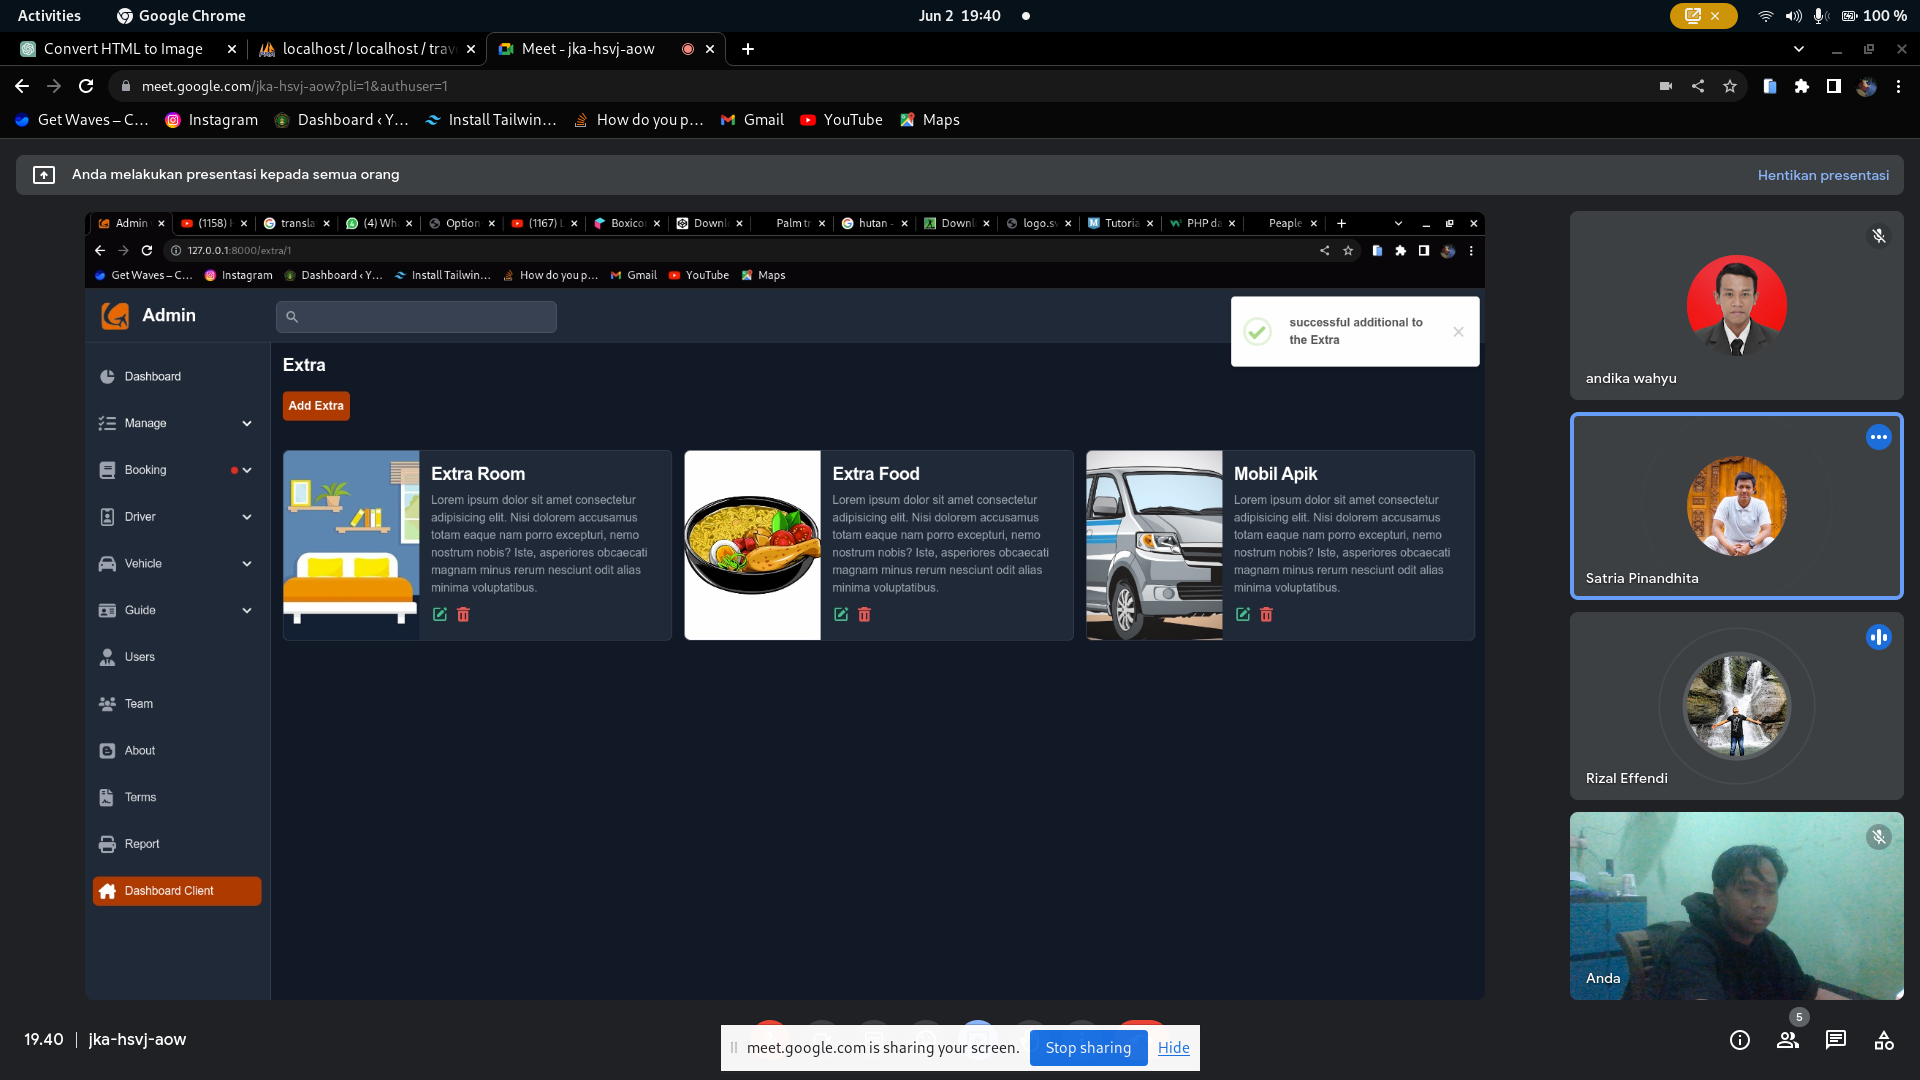 Activities
Google Chrome
Jun 2 19:40
100 %
Convert HTML to Image
localhost / localhost / trav
Meet - jka-hsvj-aow
meet.google.com/jka-hsvj-aow?pli=1&authuser=1
Get Waves – C...
Instagram
Dashboard ‹ Y...
Install Tailwin...
How do you p...
Gmail
YouTube
Maps
Anda melakukan presentasi kepada semua orang
Hentikan presentasi
Admin
(1158)
transla
(4) Wh
Option
(1167) L
Boxico
Downl
Palm tr
hutan -
Downl
logo.sv
Tutoria
PHP da
Peaple
127.0.0.1:8000/extra/1
Get Waves – C...
Instagram
Dashboard ‹ Y...
Install Tailwin...
How do you p...
Gmail
YouTube
Maps
Admin
successful additional to
the Extra
Dashboard
Manage
Booking
Driver
Vehicle
Guide
Users
Team
About
Terms
Report
Dashboard Client
Extra
Add Extra
Extra Room
Lorem ipsum dolor sit amet consectetur
adipisicing elit. Nisi dolorem accusamus
totam eaque nam porro excepturi, nemo
nostrum nobis? Iste, asperiores obcaecati
magnam minus rerum nesciunt odit alias
minima voluptatibus.
Extra Food
Lorem ipsum dolor sit amet consectetur
adipisicing elit. Nisi dolorem accusamus
totam eaque nam porro excepturi, nemo
nostrum nobis? Iste, asperiores obcaecati
magnam minus rerum nesciunt odit alias
minima voluptatibus.
Mobil Apik
Lorem ipsum dolor sit amet consectetur
adipisicing elit. Nisi dolorem accusamus
totam eaque nam porro excepturi, nemo
nostrum nobis? Iste, asperiores obcaecati
magnam minus rerum nesciunt odit alias
minima voluptatibus.
andika wahyu
Satria Pinandhita
Rizal Effendi
Anda
19.40
jka-hsvj-aow
meet.google.com is sharing your screen.
Stop sharing
Hide
5